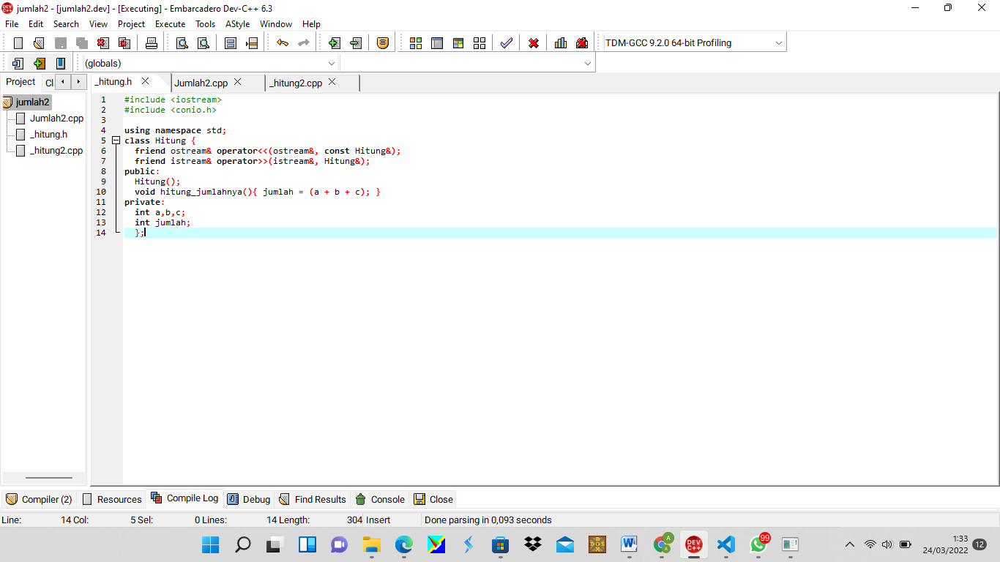 jumlah2 - [jumlah2.dev] - [Executing] - Embarcadero Dev-C++ 6.3
File Edit Search View Project Execute Tools AStyle Window Help
TDM-GCC 9.2.0 64-bit Profiling
(globals)
Project Cl _hitung.h Jumlah2.cpp _hitung2.cpp
jumlah2
Jumlah2.cpp
_hitung.h
_hitung2.cpp
1 #include <iostream>
2 #include <conio.h>
3
4 using namespace std;
5 class Hitung {
6 friend ostream& operator<<(ostream&, const Hitung&);
7 friend istream& operator>>(istream&, Hitung&);
8 public:
9 Hitung();
10 void hitung_jumlahnya(){ jumlah = (a + b + c); }
11 private:
12 int a,b,c;
13 int jumlah;
14 };
Compiler (2) Resources Compile Log Debug Find Results Console Close
Line: 14 Col: 5 Sel: 0 Lines: 14 Length: 304 Insert Done parsing in 0,093 seconds
DEV C++
99
A
1:33
24/03/2022 12